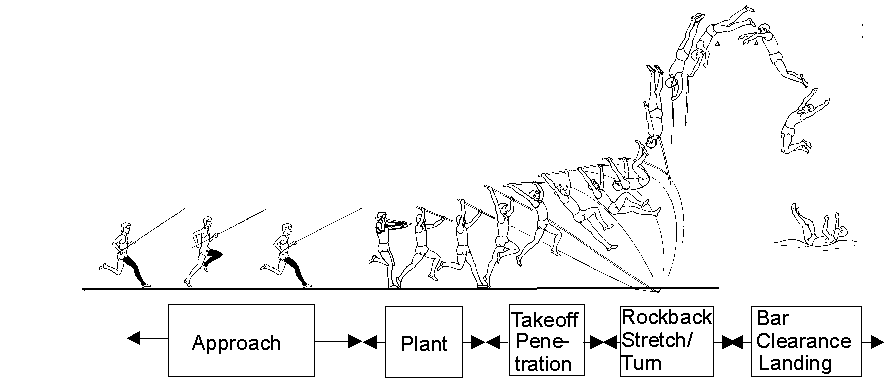 Approach
Plant
Takeoff
Pene-
tration
Rockback
Stretch/
Turn
Bar
Clearance
Landing